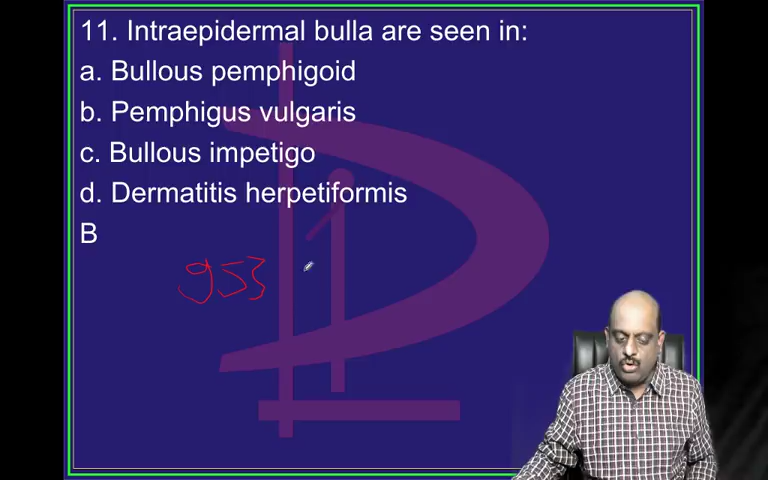 11. Intraepidermal bulla are seen in:
a. Bullous pemphigoid
b. Pemphigus vulgaris
c. Bullous impetigo
d. Dermatitis herpetiformis
B
953